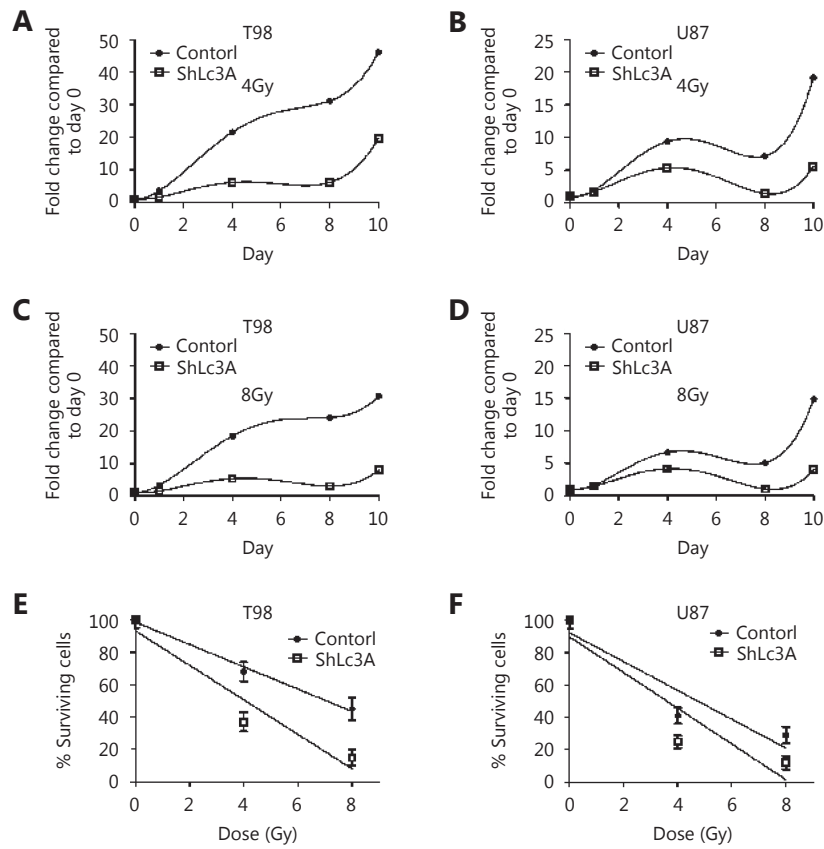 A
T98
Contorl
ShLc3A
4Gy
Fold change compared
to day 0
50
40
30
20
10
0
0 2 4 6 8 10
Day
B
U87
Contorl
ShLc3A
4Gy
Fold change compared
to day 0
25
20
15
10
5
0
0 2 4 6 8 10
Day
C
T98
Contorl
ShLc3A
8Gy
Fold change compared
to day 0
50
40
30
20
10
0
0 2 4 6 8 10
Day
D
U87
Contorl
ShLc3A
8Gy
Fold change compared
to day 0
25
20
15
10
5
0
0 2 4 6 8 10
Day
E
T98
Contorl
ShLc3A
% Surviving cells
100
80
60
40
20
0
0 2 4 6 8
Dose (Gy)
F
U87
Contorl
ShLc3A
% Surviving cells
100
80
60
40
20
0
0 2 4 6 8
Dose (Gy)